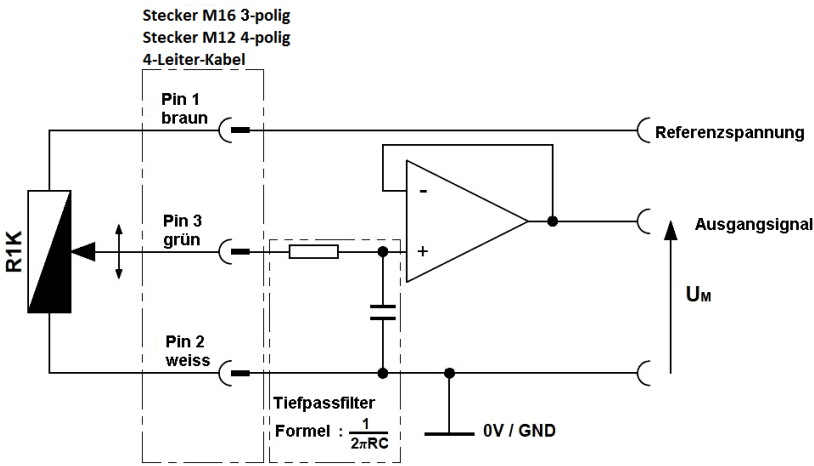 Stecker M16 3-polig
Stecker M12 4-polig
4-Leiter-Kabel
Pin 1
braun
Referenzspannung
-
Pin 3
grün
+
Ausgangsignal
R1K
UM
Pin 2
weiss
Tiefpassfilter
Formel : 1/2πRC
0V / GND